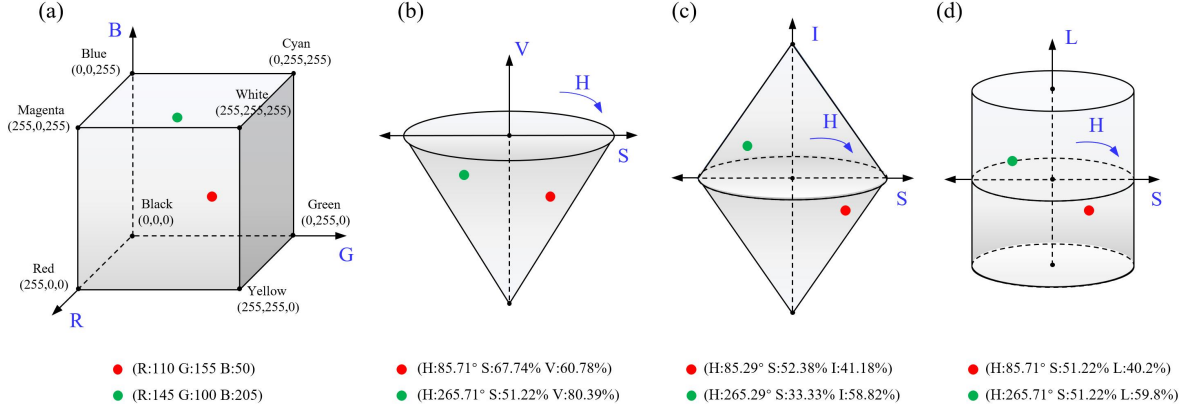 (a)
B
Blue
(0,0,255)
Cyan
(0,255,255)
Magenta
(255,0,255)
White
(255,255,255)
Black
(0,0,0)
Green
(0,255,0)
G
Red
(255,0,0)
Yellow
(255,255,0)
R
(R:110 G:155 B:50)
(R:145 G:100 B:205)
(b)
V
H
S
(H:85.71° S:67.74% V:60.78%)
(H:265.71° S:51.22% V:80.39%)
(c)
I
H
S
(H:85.29° S:52.38% I:41.18%)
(H:265.29° S:33.33% I:58.82%)
(d)
L
H
S
(H:85.71° S:51.22% L:40.2%)
(H:265.71° S:51.22% L:59.8%)